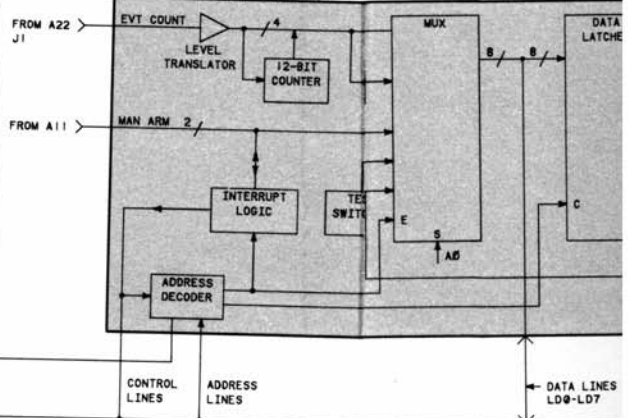 FROM A22
J1
EVT COUNT
4
LEVEL
TRANSLATOR
12-BIT
COUNTER
MUX
8
8
DATA
LATCHE
FROM A11
MAN ARM 2
INTERRUPT
LOGIC
TES
SWITC
E
S
A0
C
ADDRESS
DECODER
CONTROL
LINES
ADDRESS
LINES
DATA LINES
LD0-LD7